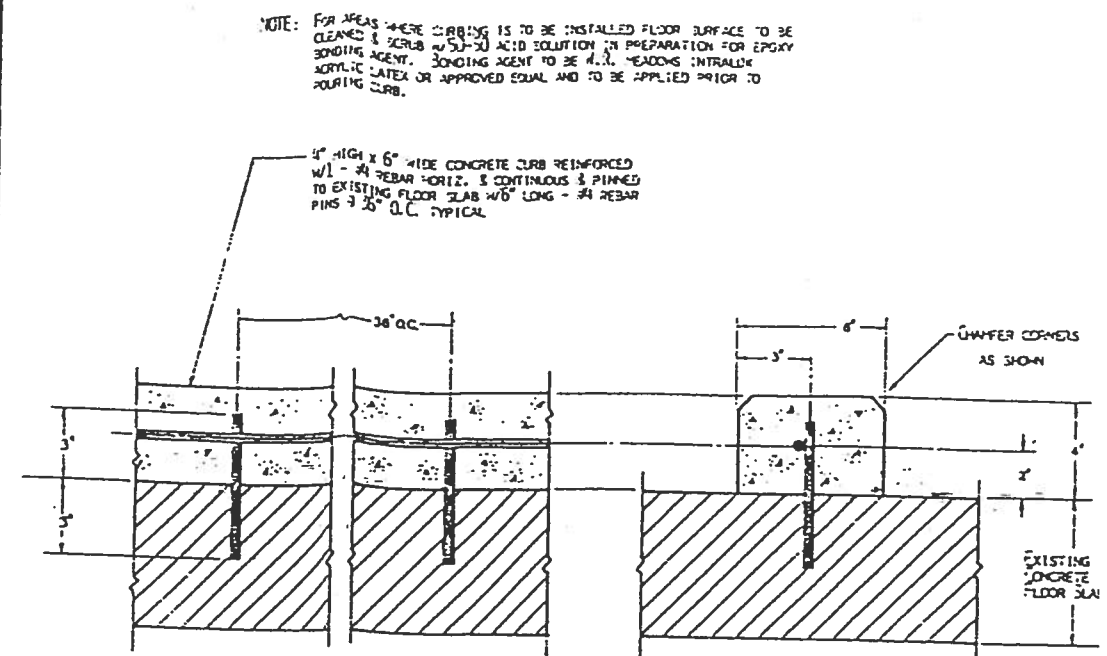 NOTE: FOR AREAS WHERE CURBING IS TO BE INSTALLED FLOOR SURFACE TO BE
CLEANED & SCRUB W/50-50 ACID SOLUTION IN PREPARATION FOR EPOXY
BONDING AGENT. BONDING AGENT TO BE W.R. MEADOWS INTRALOK
ACRYLIC LATEX OR APPROVED EQUAL AND TO BE APPLIED PRIOR TO
POURING CURB.
4" HIGH x 6" WIDE CONCRETE CURB REINFORCED
W/1 - #4 REBAR HORIZ. & CONTINUOUS & PINNED
TO EXISTING FLOOR SLAB W/6" LONG - #4 REBAR
PINS @ 36" O.C. TYPICAL
36" O.C.
6"
3"
CHAMFER CORNERS
AS SHOWN
3"
3"
4"
2"
EXISTING
CONCRETE
FLOOR SLA